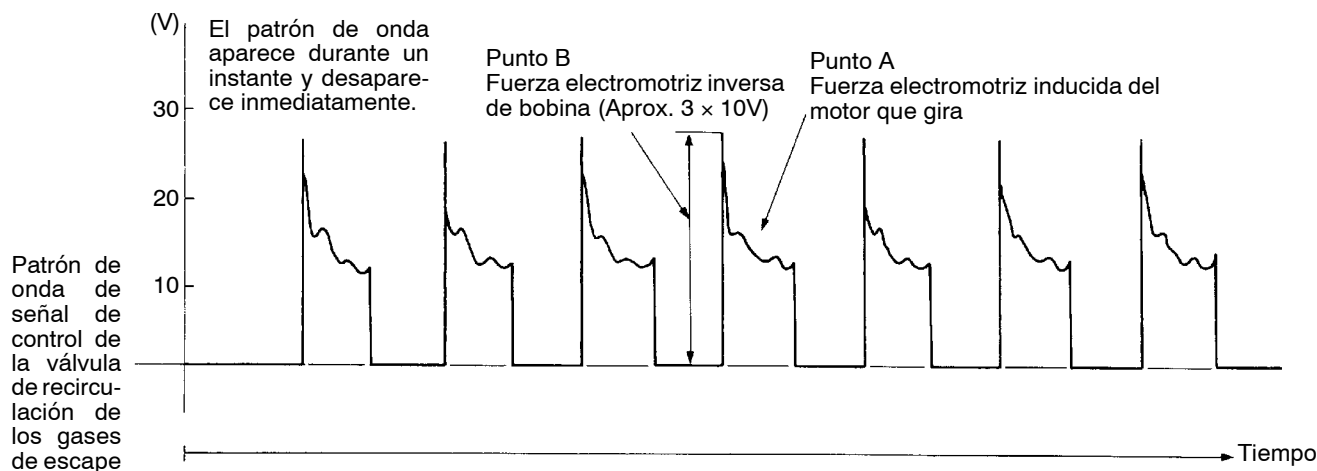 (V)
El patrón de onda
aparece durante un
instante y desapare-
ce inmediatamente.
Punto B
Fuerza electromotriz inversa
de bobina (Aprox. 3 × 10V)
Punto A
Fuerza electromotriz inducida del
motor que gira
30
20
10
Patrón de
onda de
señal de
control de
la válvula
de recircu-
lación de
los gases
de escape
Tiempo